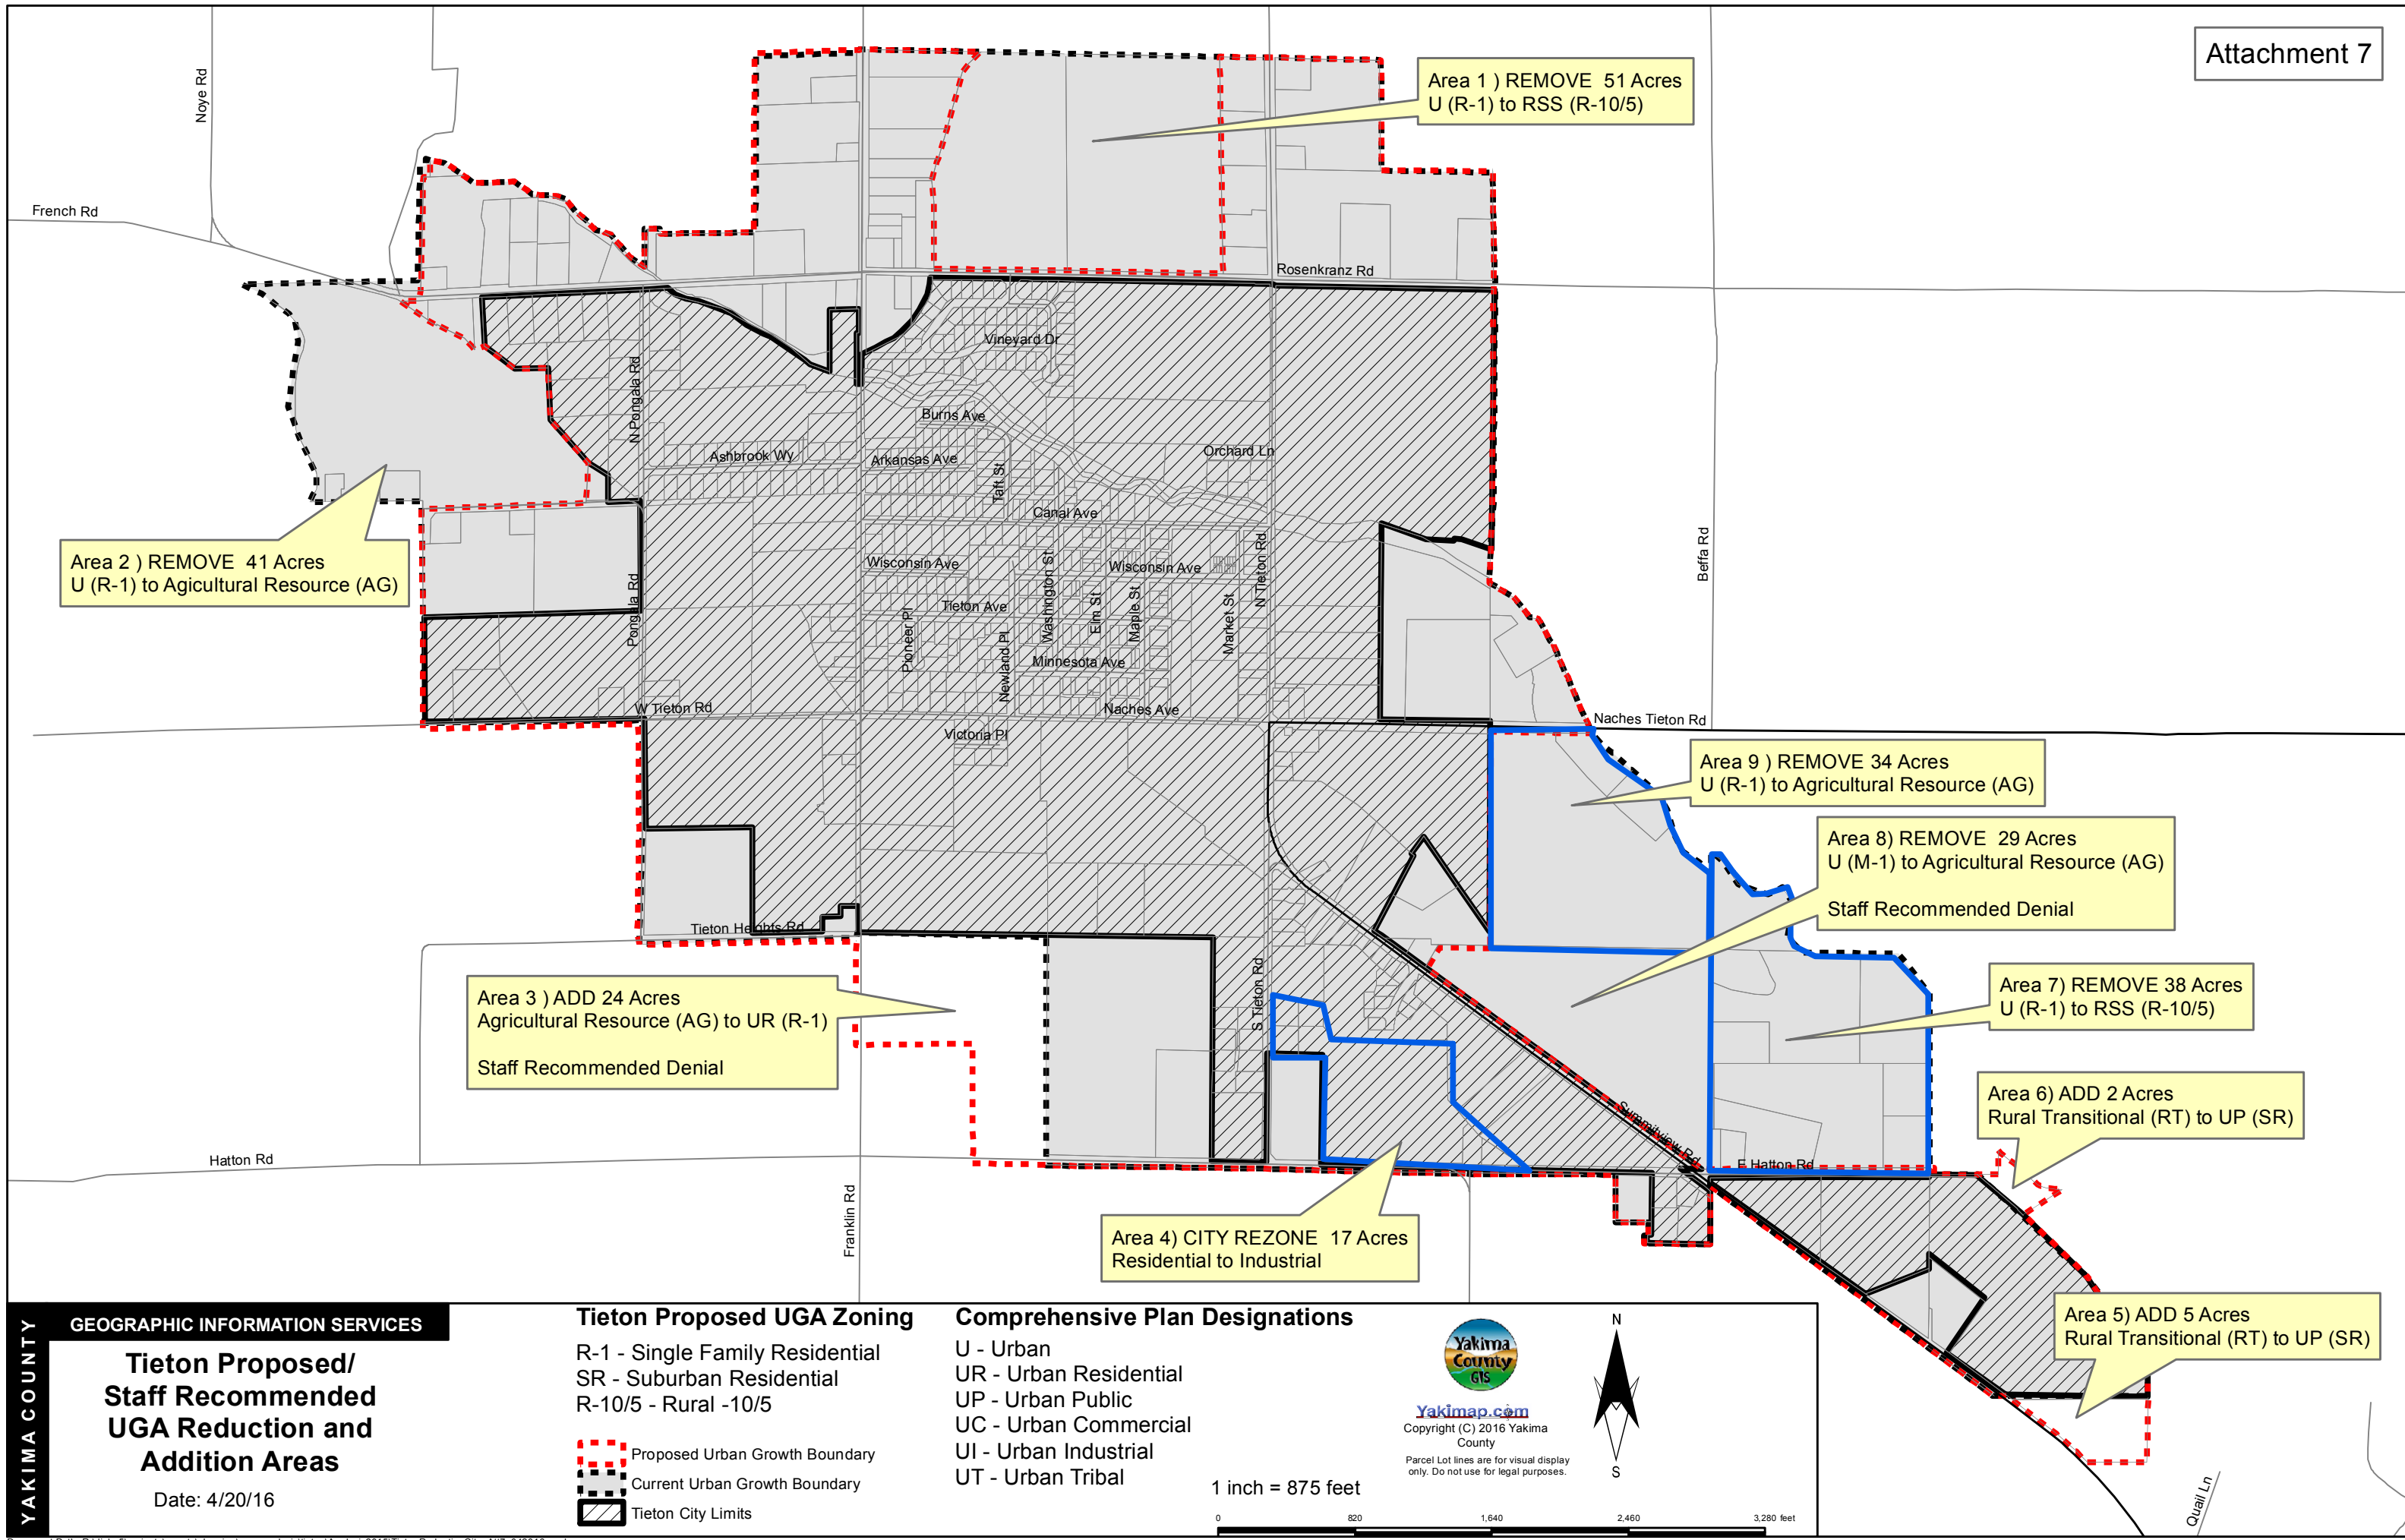 Attachment 7
Area 1 ) REMOVE 51 Acres
U (R-1) to RSS (R-10/5)
Noye Rd
French Rd
Rosenkranz Rd
Vineyard Dr
N Pongala Rd
Burns Ave
Ashbrook Wy
Arkansas Ave
Taft St
Orchard Ln
Canal Ave
Area 2 ) REMOVE 41 Acres
U (R-1) to Agicultural Resource (AG)
Wisconsin Ave
Washington St
Wisconsin Ave
N Tieton Rd
Beffa Rd
Pongala Rd
Tieton Ave
Elm St
Maple St
Market St
Pioneer Pl
Newland Pl
Minnesota Ave
W Tieton Rd
Naches Ave
Naches Tieton Rd
Victoria Pl
Area 9 ) REMOVE 34 Acres
U (R-1) to Agricultural Resource (AG)
Area 8) REMOVE 29 Acres
U (M-1) to Agricultural Resource (AG)
Staff Recommended Denial
Tieton Heights Rd
Area 3 ) ADD 24 Acres
Agricultural Resource (AG) to UR (R-1)
Staff Recommended Denial
S Tieton Rd
Area 7) REMOVE 38 Acres
U (R-1) to RSS (R-10/5)
Area 6) ADD 2 Acres
Rural Transitional (RT) to UP (SR)
Summitview Rd
Hatton Rd
E Hatton Rd
Franklin Rd
Area 4) CITY REZONE 17 Acres
Residential to Industrial
Area 5) ADD 5 Acres
Rural Transitional (RT) to UP (SR)
Quail Ln
YAKIMA COUNTY
GEOGRAPHIC INFORMATION SERVICES
Tieton Proposed/
Staff Recommended
UGA Reduction and
Addition Areas
Date: 4/20/16
Tieton Proposed UGA Zoning
R-1 - Single Family Residential
SR - Suburban Residential
R-10/5 - Rural -10/5
Proposed Urban Growth Boundary
Current Urban Growth Boundary
Tieton City Limits
Comprehensive Plan Designations
U - Urban
UR - Urban Residential
UP - Urban Public
UC - Urban Commercial
UI - Urban Industrial
UT - Urban Tribal
1 inch = 875 feet
Yakima
County
GIS
Yakimap.com
Copyright (C) 2016 Yakima
County
Parcel Lot lines are for visual display
only. Do not use for legal purposes.
N
S
0 820 1,640 2,460 3,280 feet